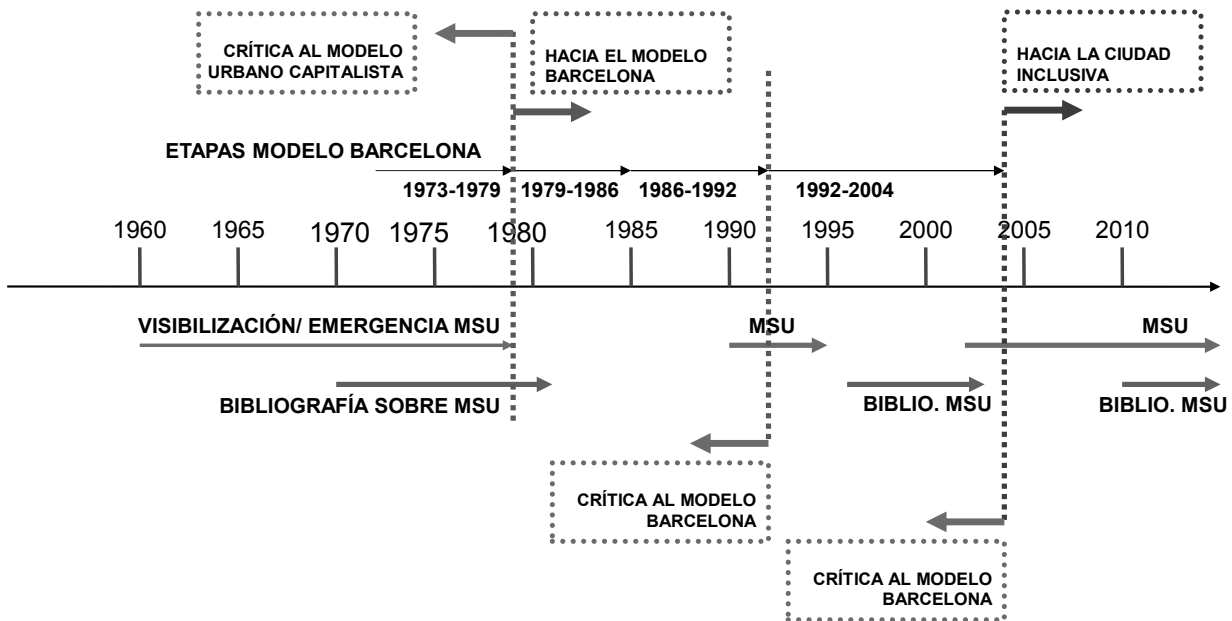 CRÍTICA AL MODELO
URBANO CAPITALISTA
HACIA EL MODELO
BARCELONA
HACIA LA CIUDAD
INCLUSIVA
ETAPAS MODELO BARCELONA
1973-1979
1979-1986
1986-1992
1992-2004
1960
1965
1970
1975
1980
1985
1990
1995
2000
2005
2010
VISIBILIZACIÓN/ EMERGENCIA MSU
MSU
MSU
BIBLIOGRAFÍA SOBRE MSU
BIBLIO. MSU
BIBLIO. MSU
CRÍTICA AL MODELO
BARCELONA
CRÍTICA AL MODELO
BARCELONA